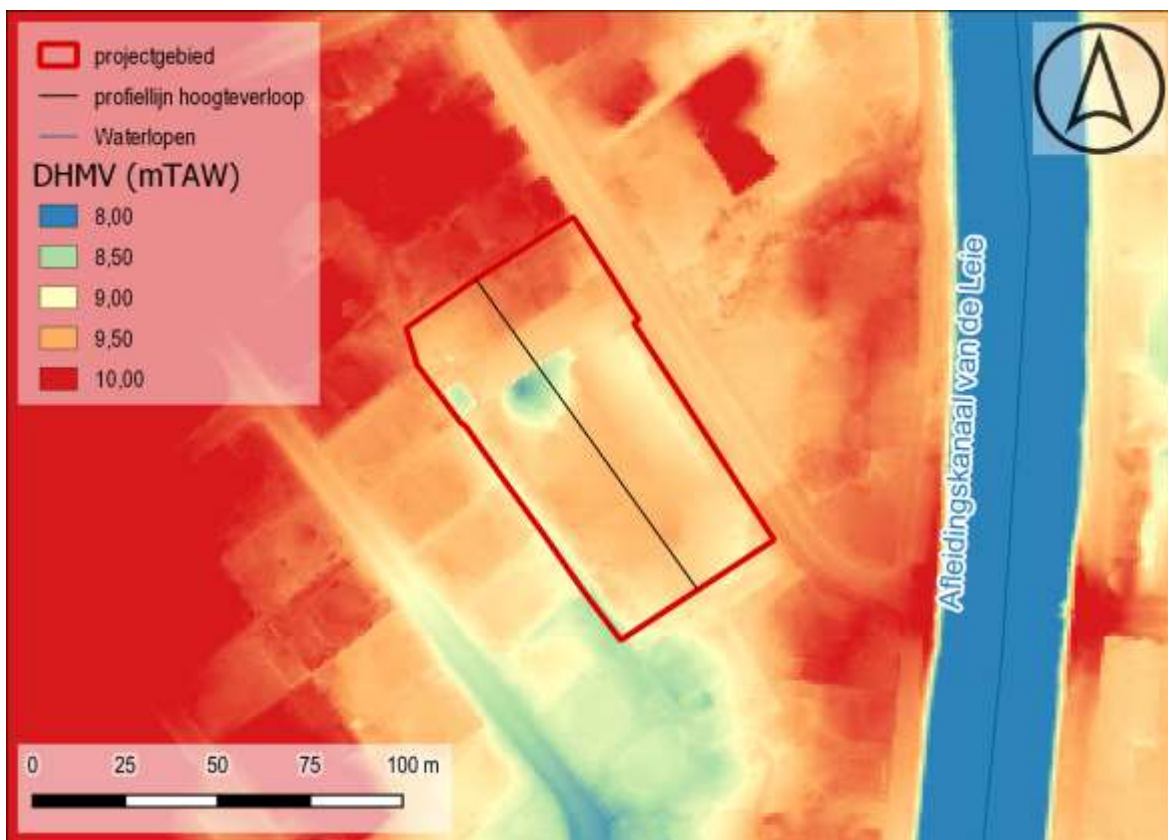 projectgebied
profiellijn hoogteverloop
Waterlopen
DHMV (mTAW)
8,00
8,50
9,00
9,50
10,00
Afleidingskanaal van de Leie
0 25 50 75 100 m